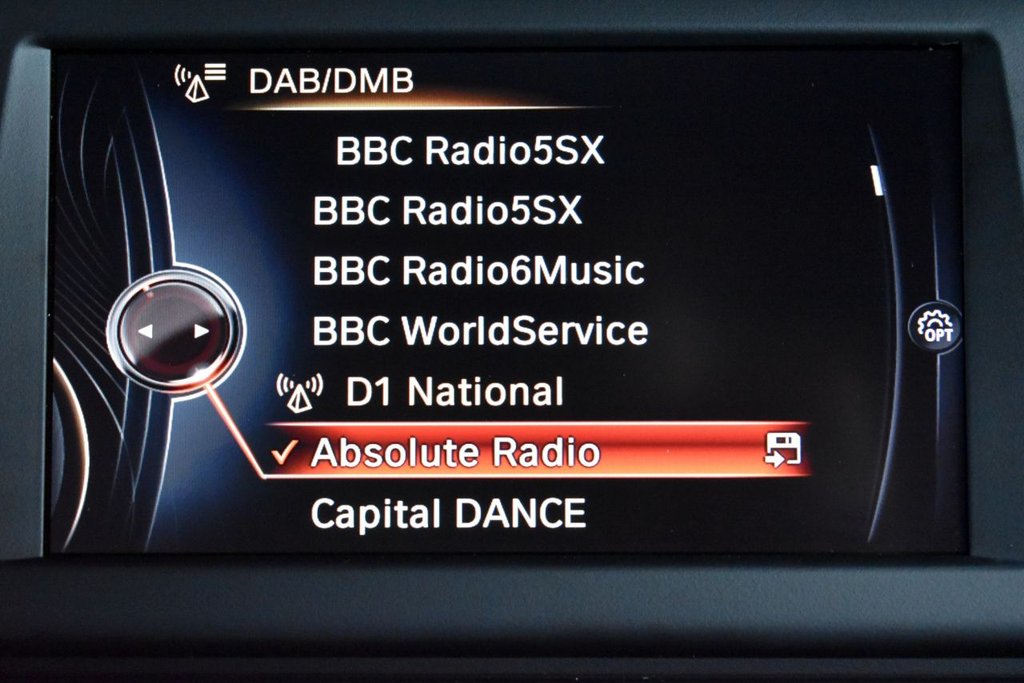 DAB/DMB
BBC Radio5SX
BBC Radio5SX
BBC Radio6Music
BBC WorldService
D1 National
Absolute Radio
Capital DANCE
OPT